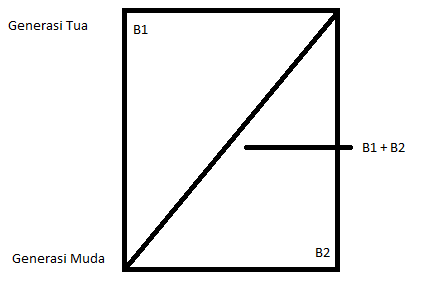 Generasi Tua
B1
B1 + B2
B2
Generasi Muda